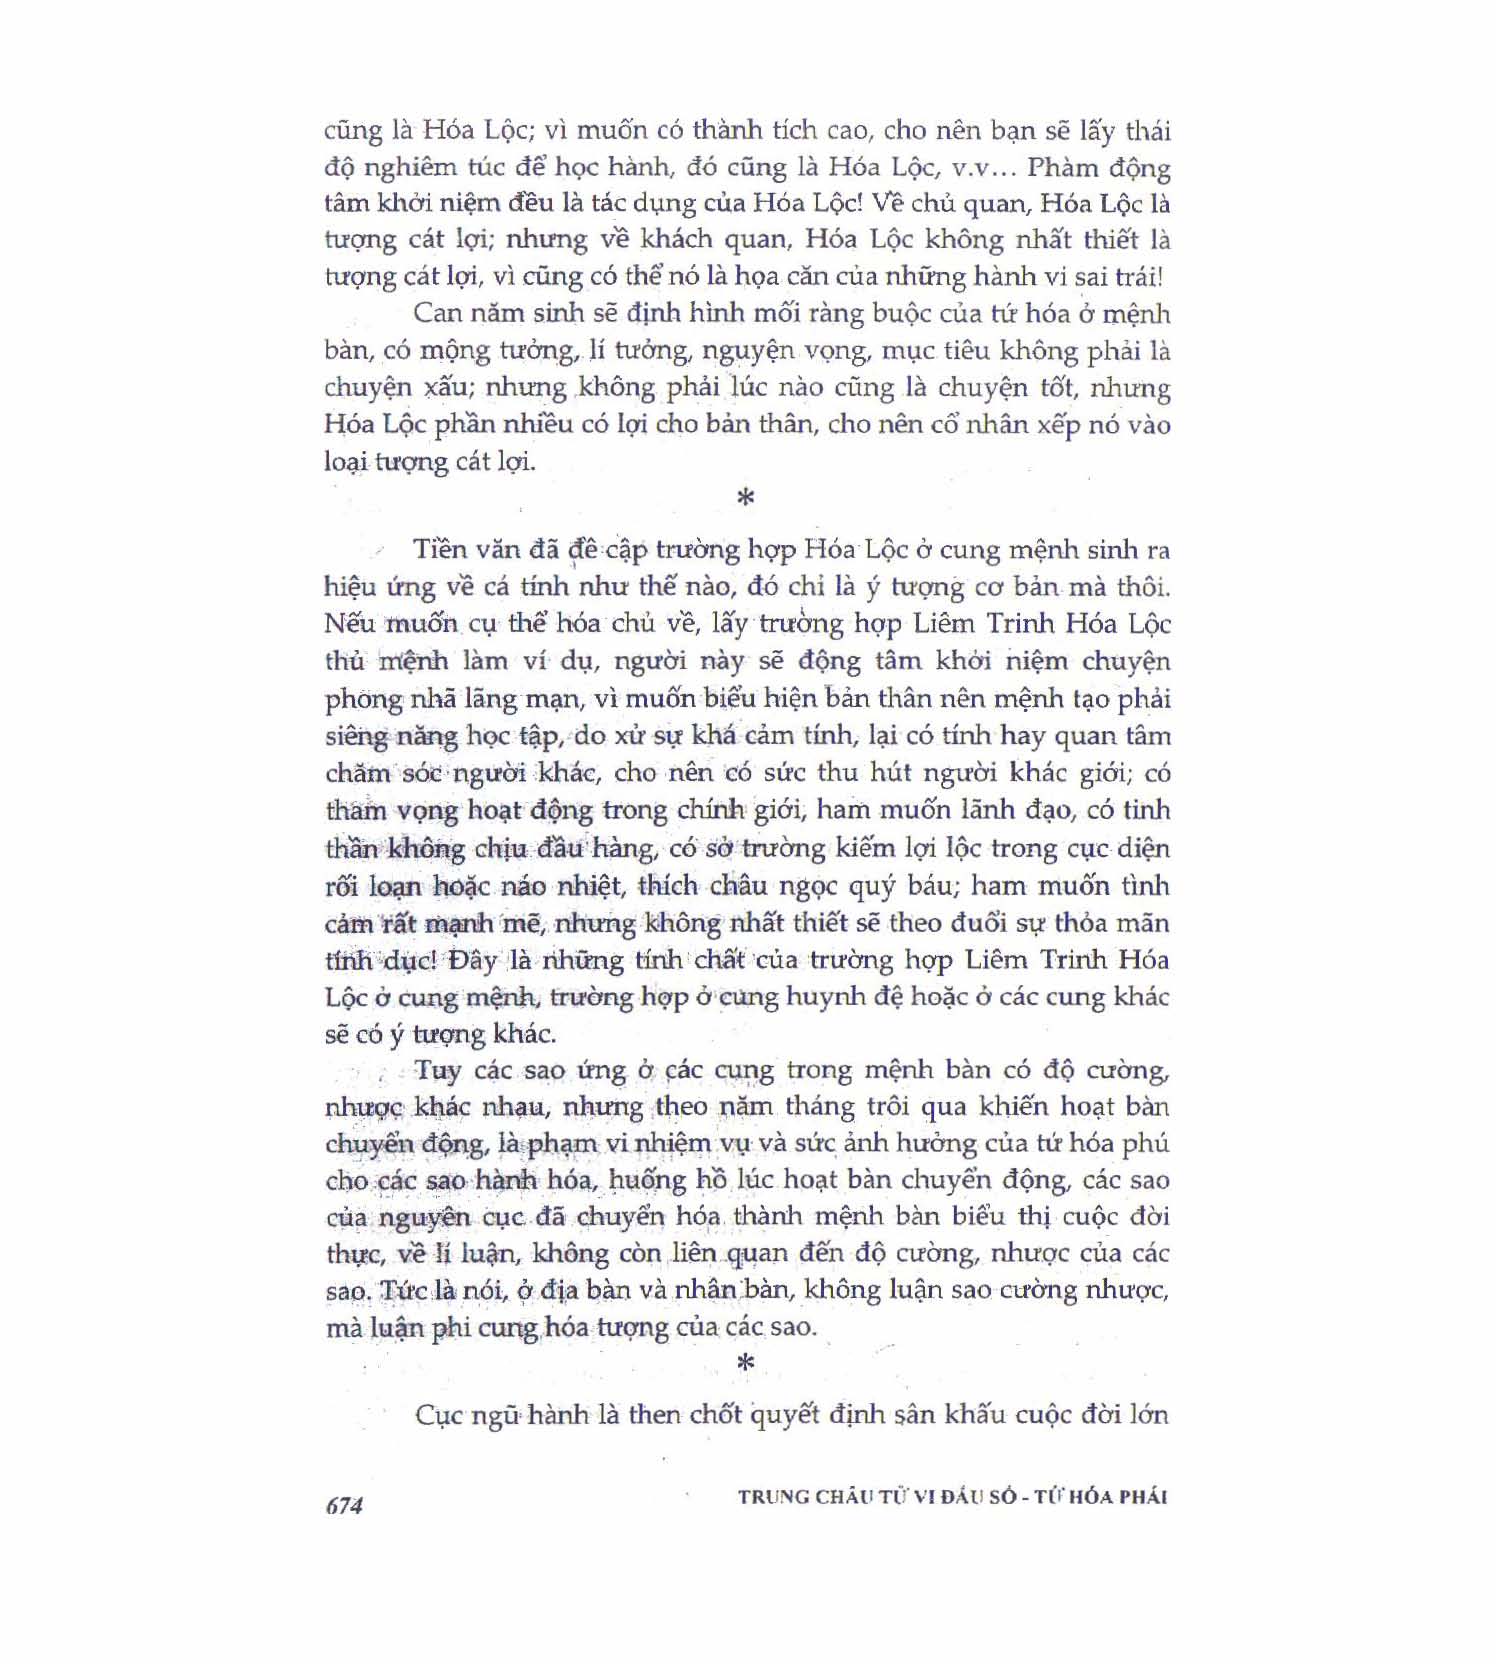 cũng là Hóa Lộc; vì muốn có thành tích cao, cho nên bạn sẽ lấy thái
độ nghiêm túc để học hành, đó cũng là Hóa Lộc, v.v... Phàm động
tâm khởi niệm đều là tác dụng của Hóa Lộc! Về chủ quan, Hóa Lộc là
tượng cát lợi; nhưng về khách quan, Hóa Lộc không nhất thiết là
tượng cát lợi, vì cũng có thể nó là họa căn của những hành vi sai trái!
Can năm sinh sẽ định hình mối ràng buộc của tứ hóa ở mệnh
bàn, có mộng tưởng, lí tưởng, nguyện vọng, mục tiêu không phải là
chuyện xấu; nhưng không phải lúc nào cũng là chuyện tốt, nhưng
Hóa Lộc phần nhiều có lợi cho bản thân, cho nên cổ nhân xếp nó vào
loại tượng cát lợi.
*
Tiền văn đã đề cập trường hợp Hóa Lộc ở cung mệnh sinh ra
hiệu ứng về cá tính như thế nào, đó chỉ là ý tượng cơ bản mà thôi.
Nếu muốn cụ thể hóa chủ về, lấy trường hợp Liêm Trinh Hóa Lộc
thủ mệnh làm ví dụ, người này sẽ động tâm khởi niệm chuyện
phong nhã lãng mạn, vì muốn biểu hiện bản thân nên mệnh tạo phải
siêng năng học tập, do xử sự khá cảm tính, lại có tính hay quan tâm
chăm sóc người khác, cho nên có sức thu hút người khác giới; có
tham vọng hoạt động trong chính giới, ham muốn lãnh đạo, có tinh
thần không chịu đầu hàng, có sở trường kiếm lợi lộc trong cục diện
rối loạn hoặc náo nhiệt, thích châu ngọc quý báu; ham muốn tình
cảm rất mạnh mẽ, nhưng không nhất thiết sẽ theo đuổi sự thỏa mãn
tính dục! Đây là những tính chất của trường hợp Liêm Trinh Hóa
Lộc ở cung mệnh, trường hợp ở cung huynh đệ hoặc ở các cung khác
sẽ có ý tượng khác.
Tuy các sao ứng ở các cung trong mệnh bàn có độ cường,
nhược khác nhau, nhưng theo năm tháng trôi qua khiến hoạt bàn
chuyển động, là phạm vi nhiệm vụ và sức ảnh hưởng của tứ hóa phú
cho các sao hành hóa, huống hồ lúc hoạt bàn chuyển động, các sao
của nguyên cục đã chuyển hóa thành mệnh bàn biểu thị cuộc đời
thực, về lí luận, không còn liên quan đến độ cường, nhược của các
sao. Tức là nói, ở địa bàn và nhân bàn, không luận sao cường nhược,
mà luận phi cung hóa tượng của các sao.
*
Cục ngũ hành là then chốt quyết định sân khấu cuộc đời lớn
674
TRUNG CHÂU TỬ VI ĐẨU SỐ - TỨ HÓA PHÁI